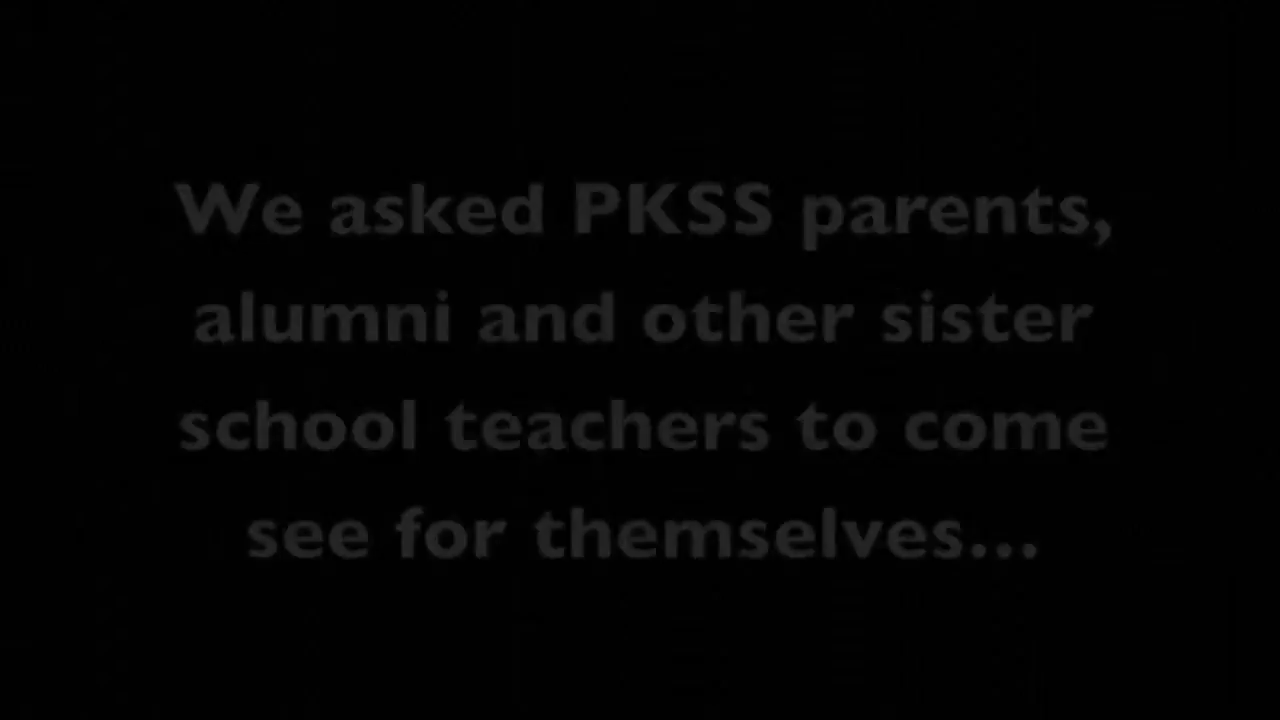 We asked PKSS parents,
alumni and other sister
school teachers to come
see for themselves...